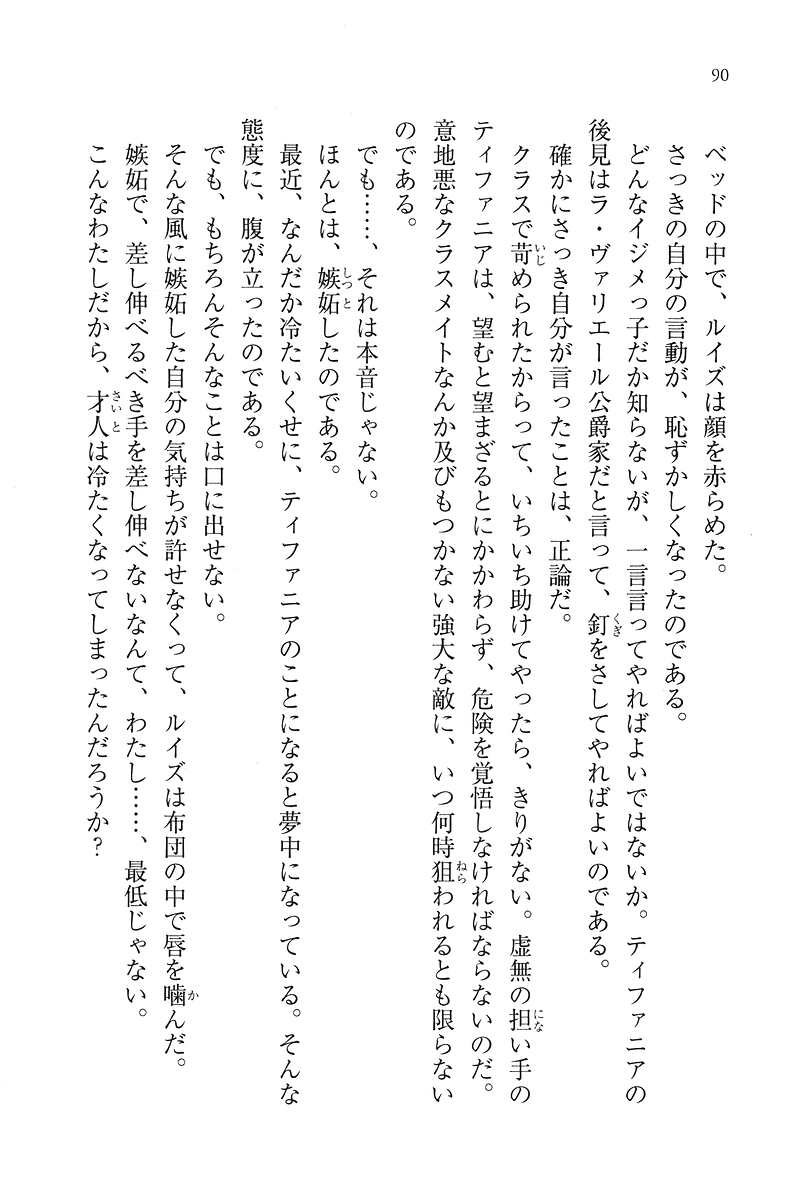 90
ベッドの中で、ルイズは顔を赤らめた。
さっきの自分の言動が、恥ずかしくなったのである。
どんなイジメっ子だか知らないが、一言言ってやればよいではないか。ティファニアの
後見はラ・ヴァリエール公爵家だと言って、釘をさしてやればよいのである。
確かにさっき自分が言ったことは、正論だ。
クラスで苛められたからって、いちいち助けてやったら、きりがない。虚無の担い手の
ティファニアは、望むと望まざるとにかかわらず、危険を覚悟しなければならないのだ。
意地悪なクラスメイトなんか及びもつかない強大な敵に、いつ何時狙われるとも限らない
のである。
でも……、それは本音じゃない。
ほんとは、嫉妬したのである。
最近、なんだか冷たいくせに、ティファニアのことになると夢中になっている。そんな
態度に、腹が立ったのである。
でも、もちろんそんなことは口に出せない。
そんな風に嫉妬した自分の気持ちが許せなくって、ルイズは布団の中で唇を噛んだ。
嫉妬で、差し伸べるべき手を差し伸べないなんて、わたし……、最低じゃない。
こんなわたしだから、才人は冷たくなってしまったんだろうか？